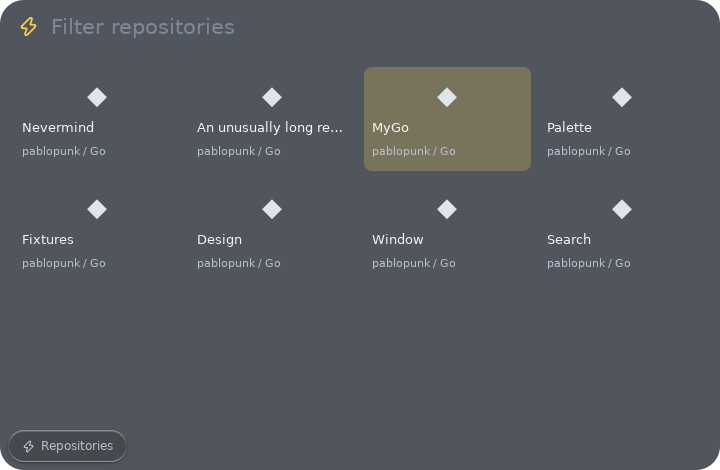 Filter repositories
Nevermind
pablopunk / Go
An unusually long re…
pablopunk / Go
MyGo
pablopunk / Go
Palette
pablopunk / Go
Fixtures
pablopunk / Go
Design
pablopunk / Go
Window
pablopunk / Go
Search
pablopunk / Go
Repositories